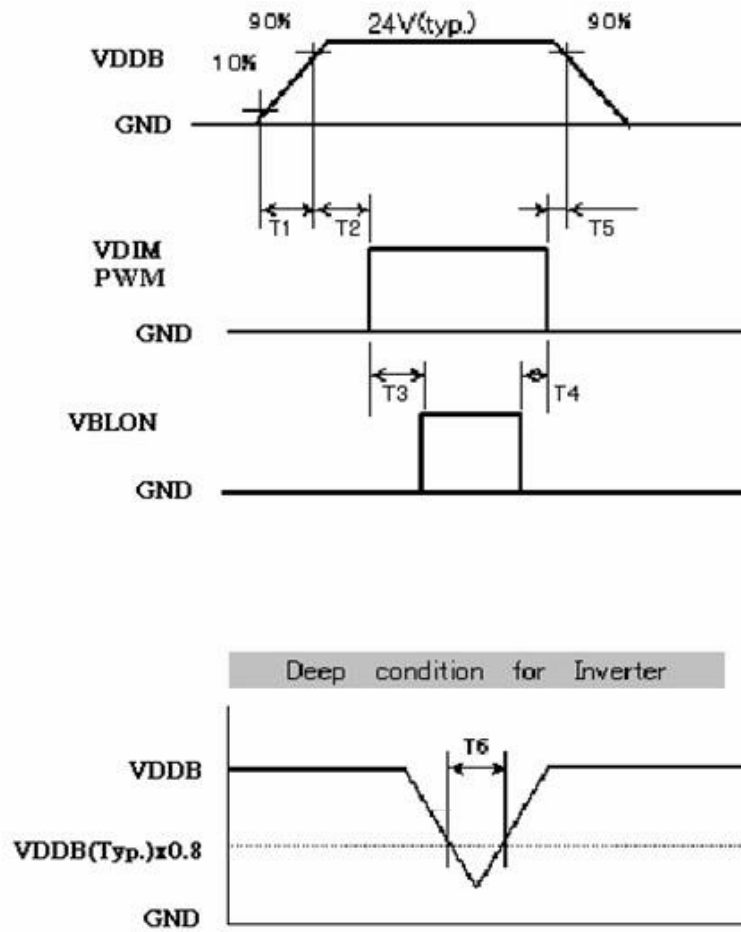 90% 24V(typ.) 90%
VDDB 10%
GND
T1 T2 T5
VDIM
PWM
GND
T3 T4
VBLON
GND
Deep condition for Inverter
T6
VDDB
VDDB(Typ.)x0.8
GND